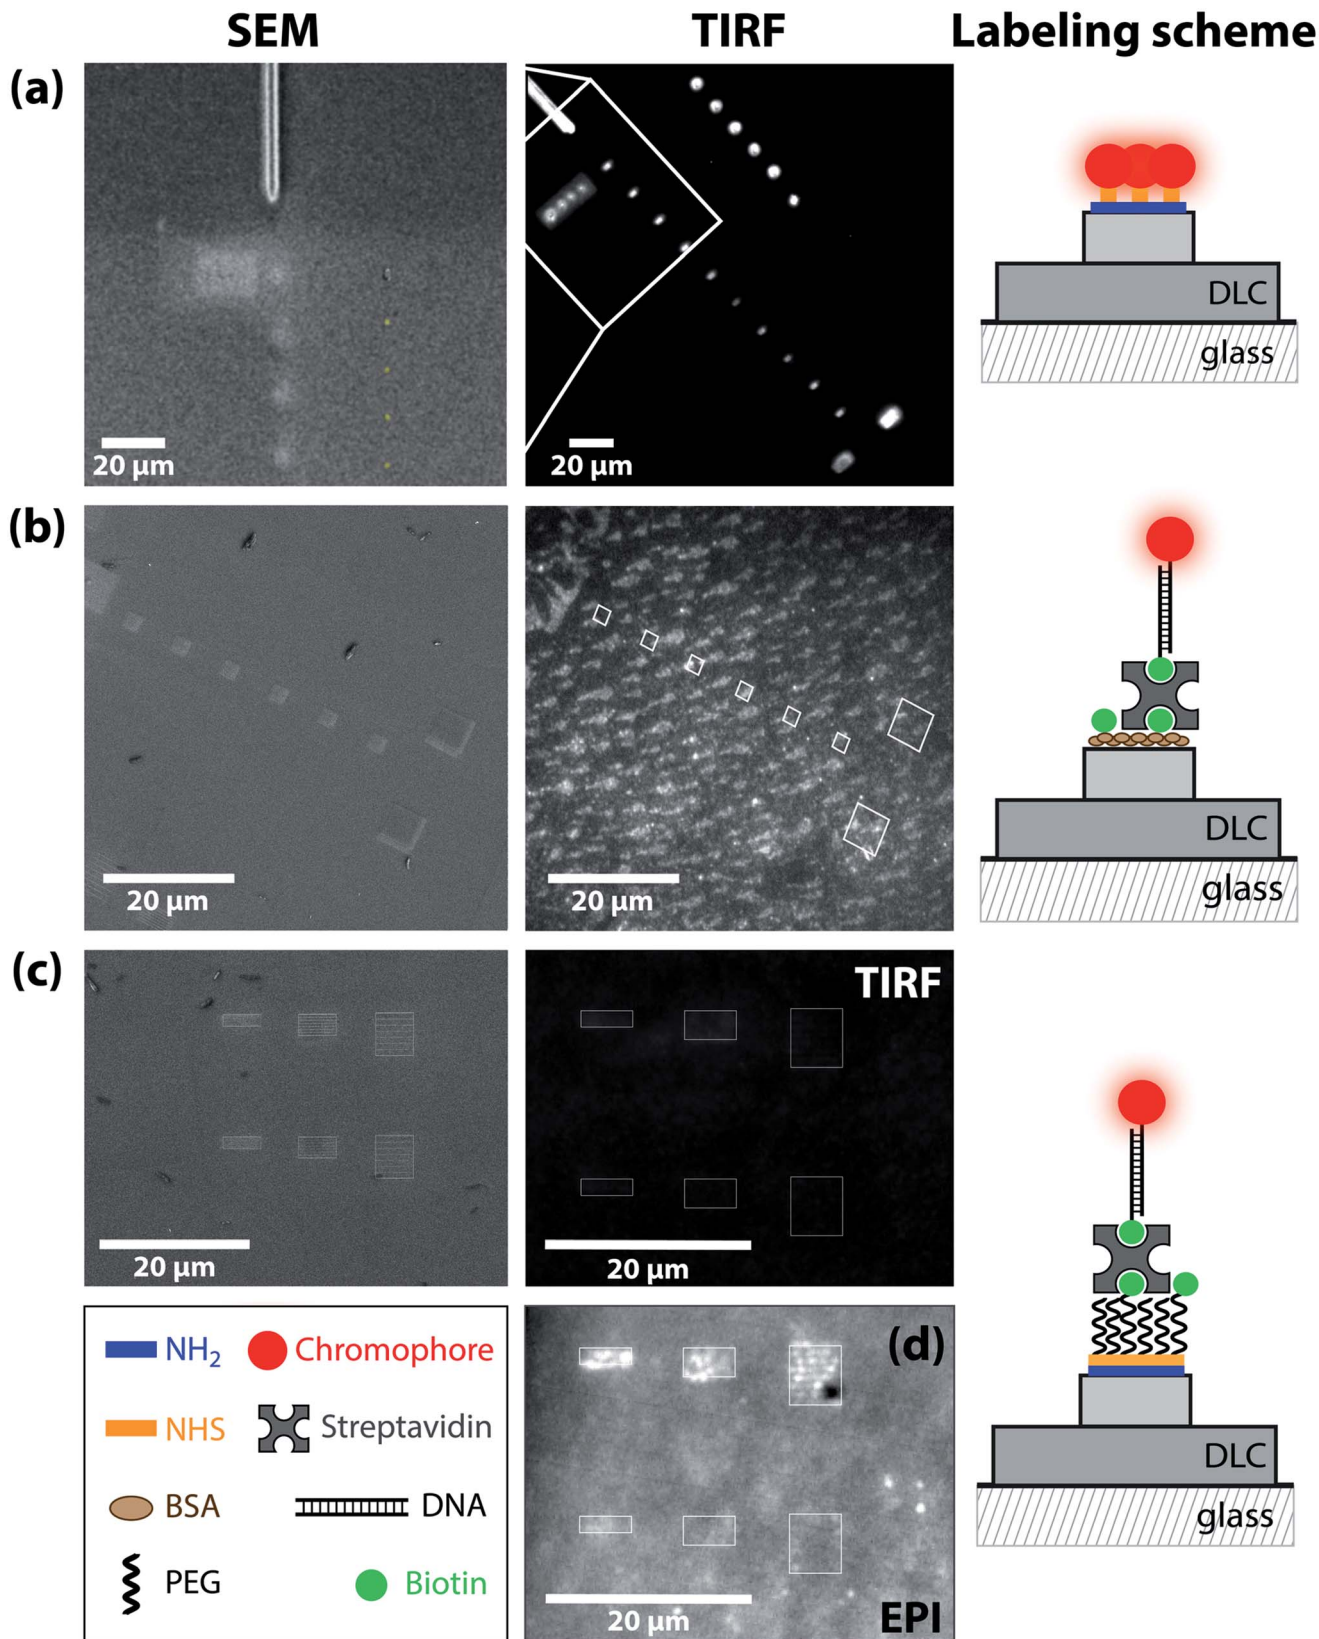 SEM TIRF Labeling scheme
(a)
DLC
glass
20 µm 20 µm
(b)
DLC
glass
20 µm 20 µm
(c)
TIRF
20 µm 20 µm
NH₂ Chromophore
(d)
NHS Streptavidin
DLC
BSA DNA
glass
PEG Biotin
20 µm
EPI